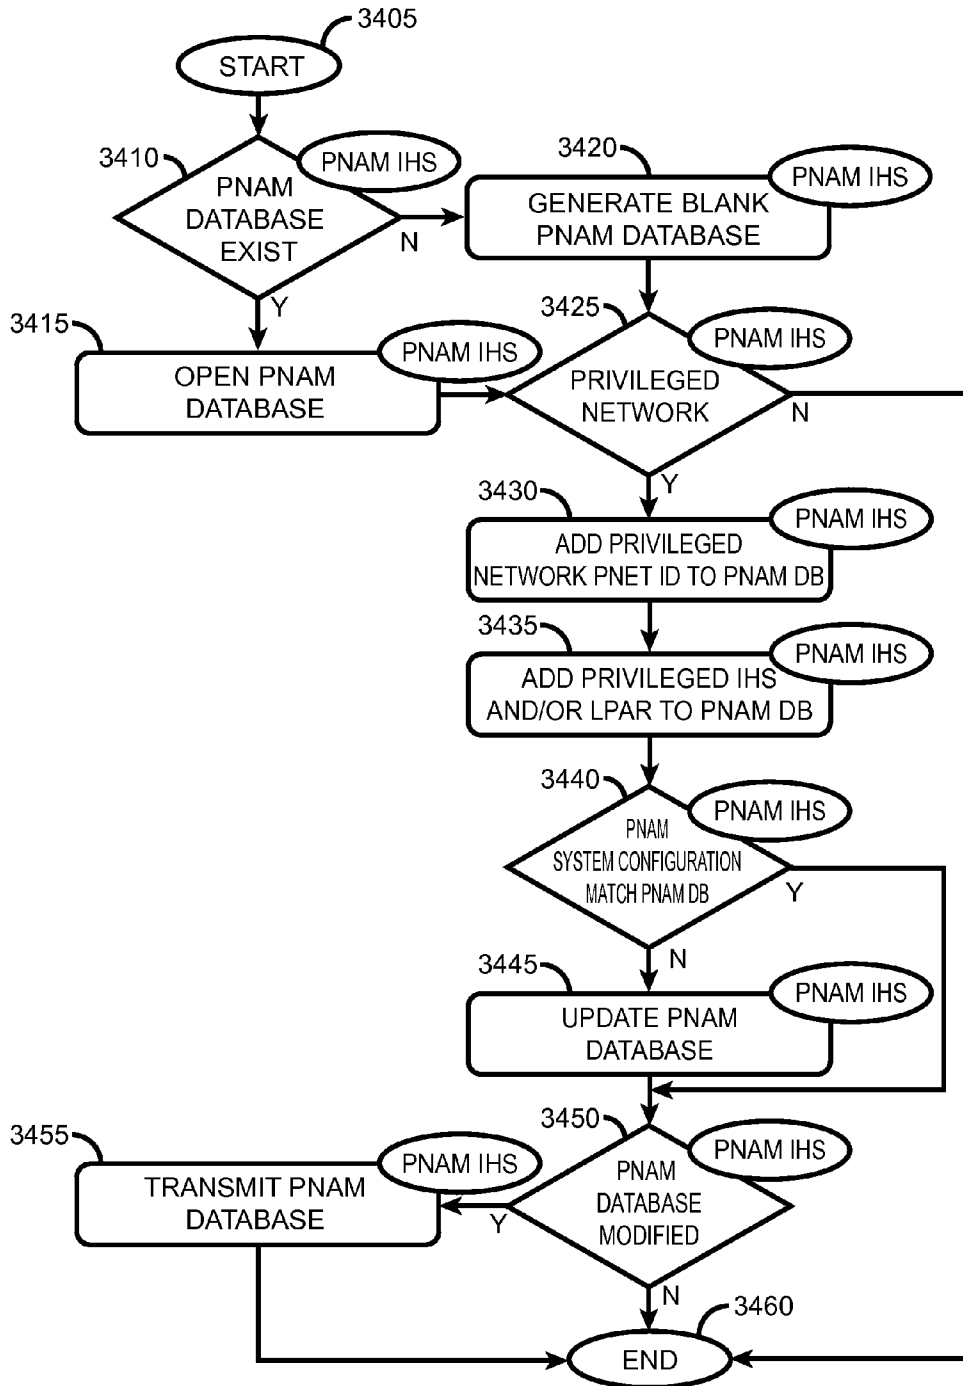 3405
START
3410
PNAM IHS
PNAM
DATABASE
EXIST
N
Y
3420
PNAM IHS
GENERATE BLANK
PNAM DATABASE
3415
PNAM IHS
OPEN PNAM
DATABASE
3425
PNAM IHS
PRIVILEGED
NETWORK
N
Y
3430
PNAM IHS
ADD PRIVILEGED
NETWORK PNET ID TO PNAM DB
3435
PNAM IHS
ADD PRIVILEGED IHS
AND/OR LPAR TO PNAM DB
3440
PNAM IHS
PNAM
SYSTEM CONFIGURATION
MATCH PNAM DB
Y
N
3445
PNAM IHS
UPDATE PNAM
DATABASE
3450
PNAM IHS
PNAM
DATABASE
MODIFIED
Y
N
3455
PNAM IHS
TRANSMIT PNAM
DATABASE
3460
END